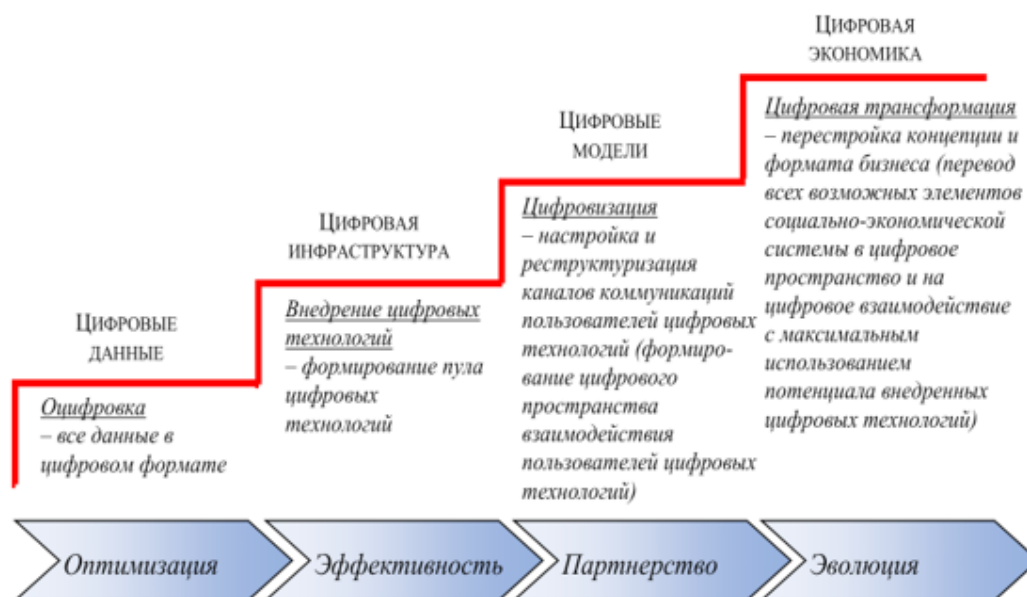 ЦИФРОВЫЕ
ДАННЫЕ
Оцифровка
– все данные в
цифровом формате
ЦИФРОВАЯ
ИНФРАСТРУКТУРА
Внедрение цифровых
технологий
– формирование пула
цифровых
технологий
ЦИФРОВЫЕ
МОДЕЛИ
Цифровизация
– настройка и
реструктуризация
каналов коммуникаций
пользователей цифровых
технологий (формиро-
вание цифрового
пространства
взаимодействия
пользователей цифровых
технологий)
ЦИФРОВАЯ
ЭКОНОМИКА
Цифровая трансформация
– перестройка концепции и
формата бизнеса (перевод
всех возможных элементов
социально-экономической
системы в цифровое
пространство и на
цифровое взаимодействие
с максимальным
использованием
потенциала внедренных
цифровых технологий)
Оптимизация
Эффективность
Партнерство
Эволюция